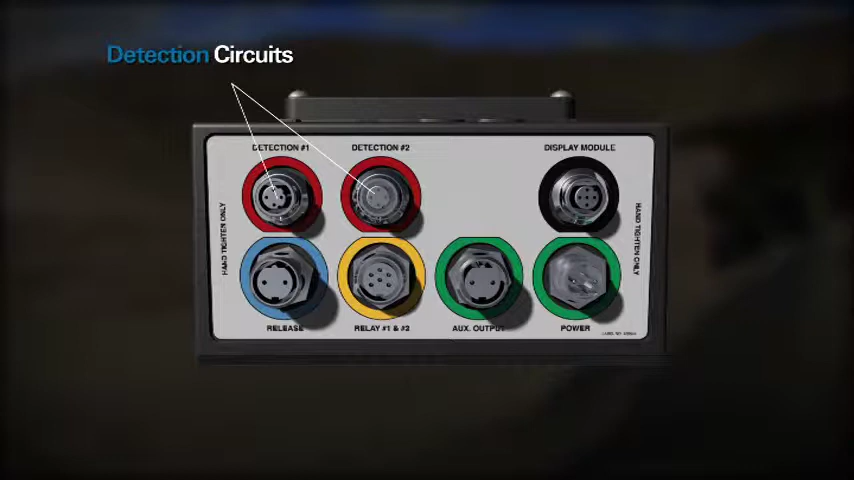 Detection Circuits
DETECTION #1
DETECTION #2
DISPLAY MODULE
HAND TIGHTEN ONLY
HAND TIGHTEN ONLY
RELEASE
RELAY #1 & #2
AUX. OUTPUT
POWER